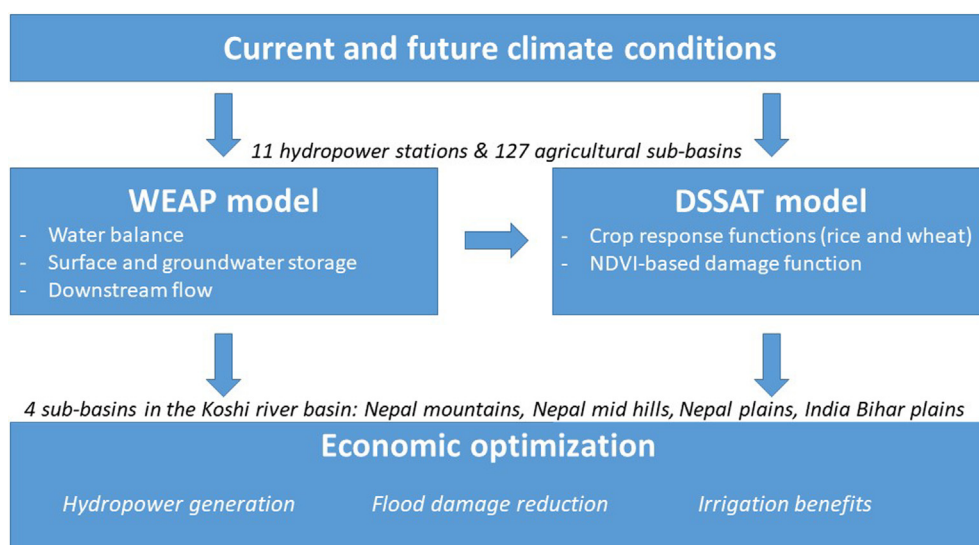 Current and future climate conditions
11 hydropower stations & 127 agricultural sub-basins
WEAP model
- Water balance
- Surface and groundwater storage
- Downstream flow
DSSAT model
- Crop response functions (rice and wheat)
- NDVI-based damage function
4 sub-basins in the Koshi river basin: Nepal mountains, Nepal mid hills, Nepal plains, India Bihar plains
Economic optimization
Hydropower generation Flood damage reduction Irrigation benefits